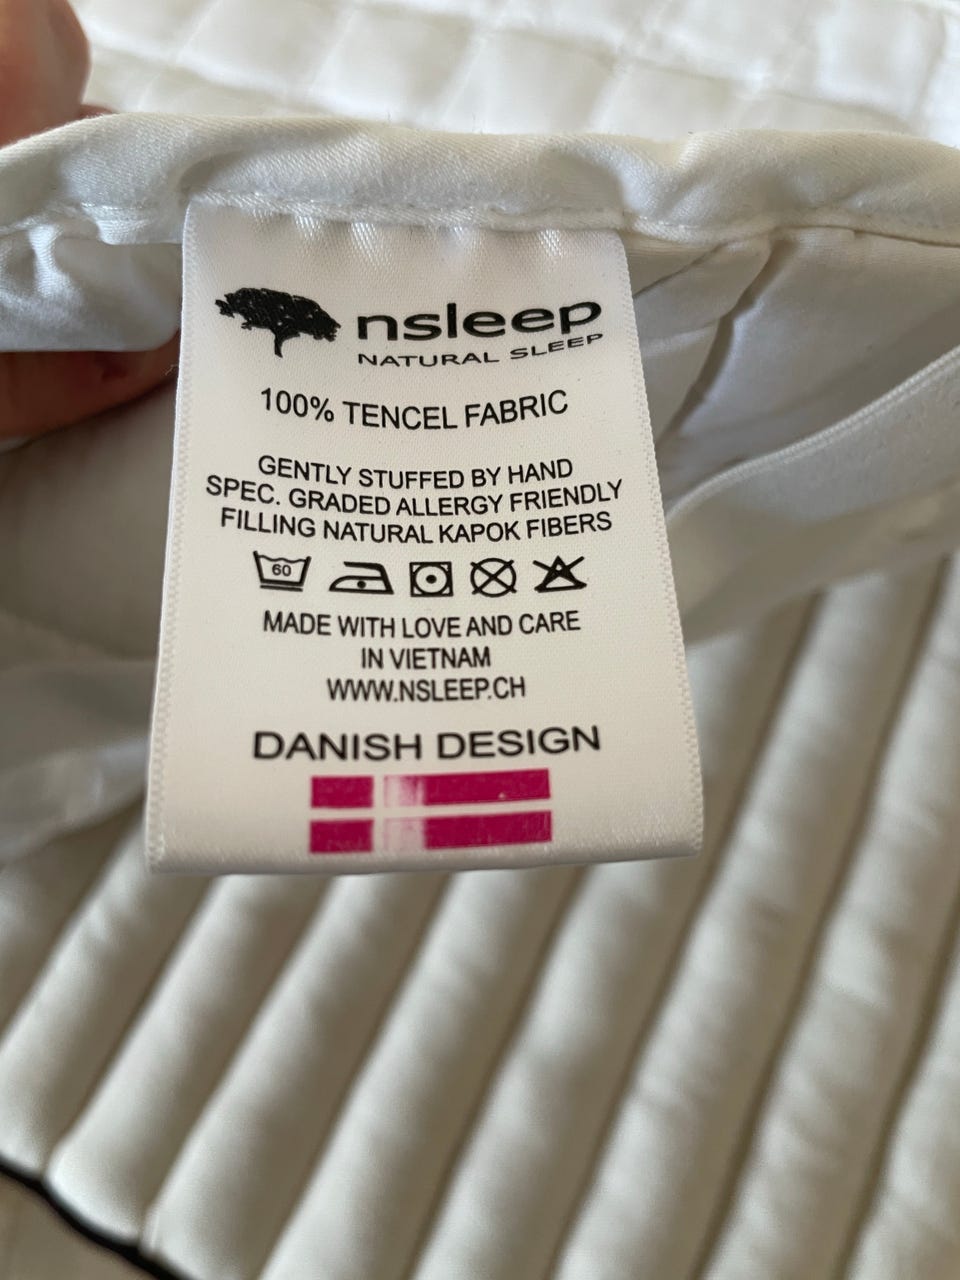 nsleep
NATURAL SLEEP
100% TENCEL FABRIC
GENTLY STUFFED BY HAND
SPEC. GRADED ALLERGY FRIENDLY
FILLING NATURAL KAPOK FIBERS
60
MADE WITH LOVE AND CARE
IN VIETNAM
WWW.NSLEEP.CH
DANISH DESIGN